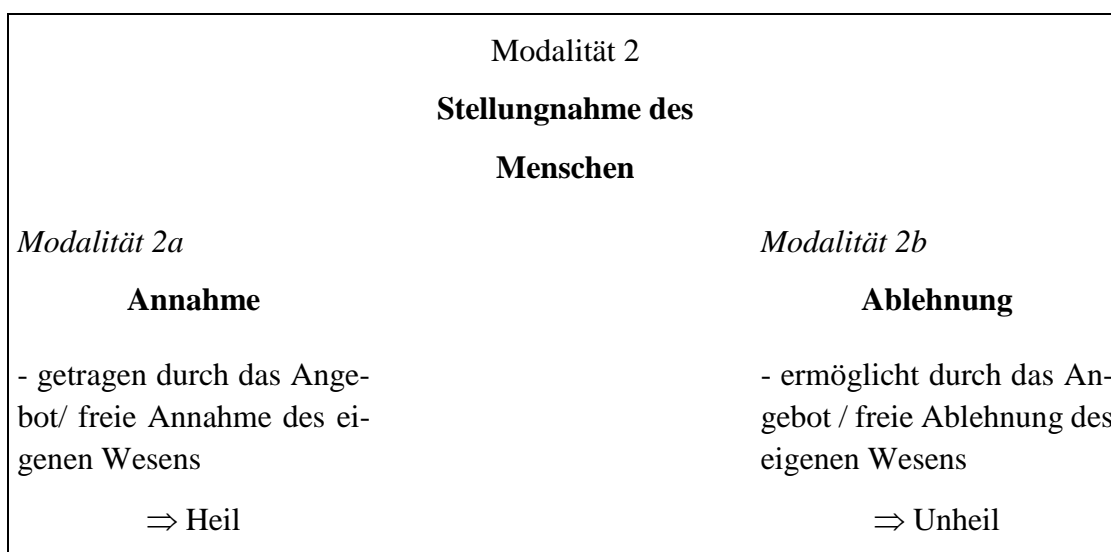 Modalität 2
Stellungnahme des
Menschen
Modalität 2a
Annahme
- getragen durch das Ange-
bot/ freie Annahme des ei-
genen Wesens
⇒ Heil
Modalität 2b
Ablehnung
- ermöglicht durch das An-
gebot / freie Ablehnung des
eigenen Wesens
⇒ Unheil